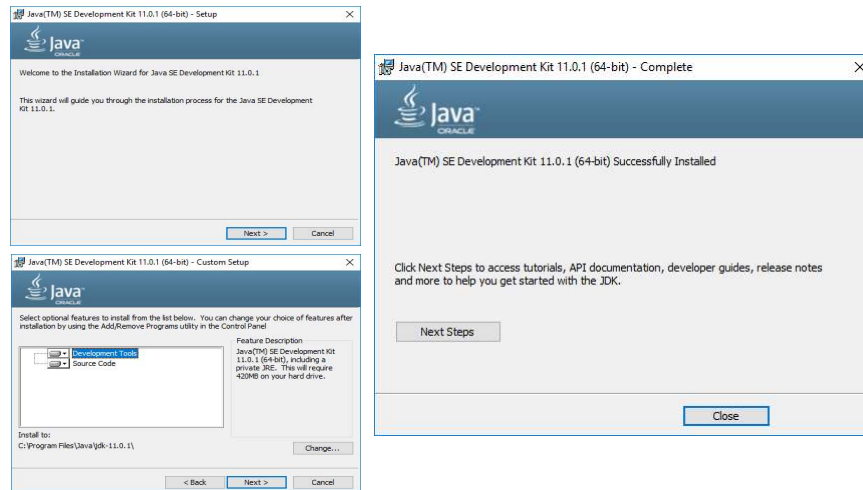 Java(TM) SE Development Kit 11.0.1 (64-bit) - Setup
Java
ORACLE
Welcome to the Installation Wizard for Java SE Development Kit 11.0.1
This wizard will guide you through the installation process for the Java SE Development
Kit 11.0.1.
Next >
Cancel
Java(TM) SE Development Kit 11.0.1 (64-bit) - Custom Setup
Java
ORACLE
Select optional features to install from the list below. You can change your choice of features after
installation by using the Add/Remove Programs utility in the Control Panel
Development Tools
Source Code
Feature Description
Java(TM) SE Development Kit
11.0.1 (64-bit), including a
private JRE. This will require
420MB on your hard drive.
Install to:
C:\Program Files\Java\jdk-11.0.1\
Change...
< Back
Next >
Cancel
Java(TM) SE Development Kit 11.0.1 (64-bit) - Complete
Java
ORACLE
Java(TM) SE Development Kit 11.0.1 (64-bit) Successfully Installed
Click Next Steps to access tutorials, API documentation, developer guides, release notes
and more to help you get started with the JDK.
Next Steps
Close